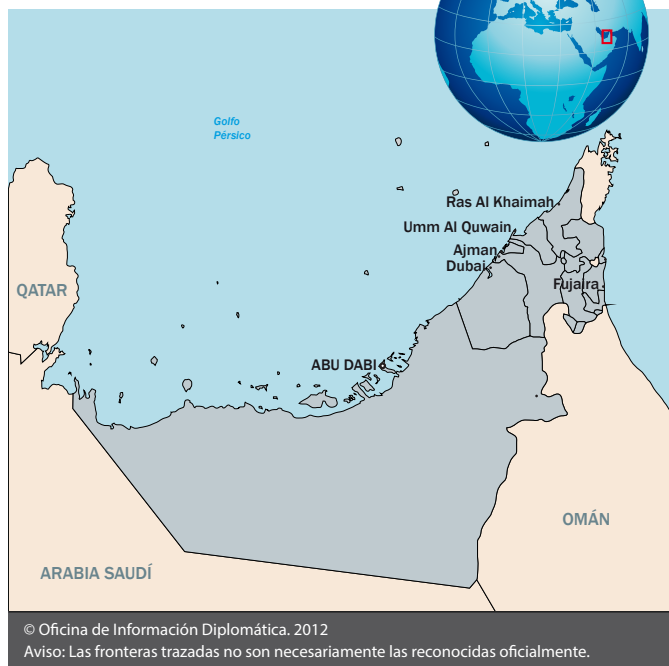 Golfo
Pérsico
Ras Al Khaimah
Umm Al Quwain
Ajman
Dubai
Fujaira
QATAR
ABU DABI
OMÁN
ARABIA SAUDÍ
© Oficina de Información Diplomática. 2012
Aviso: Las fronteras trazadas no son necesariamente las reconocidas oficialmente.